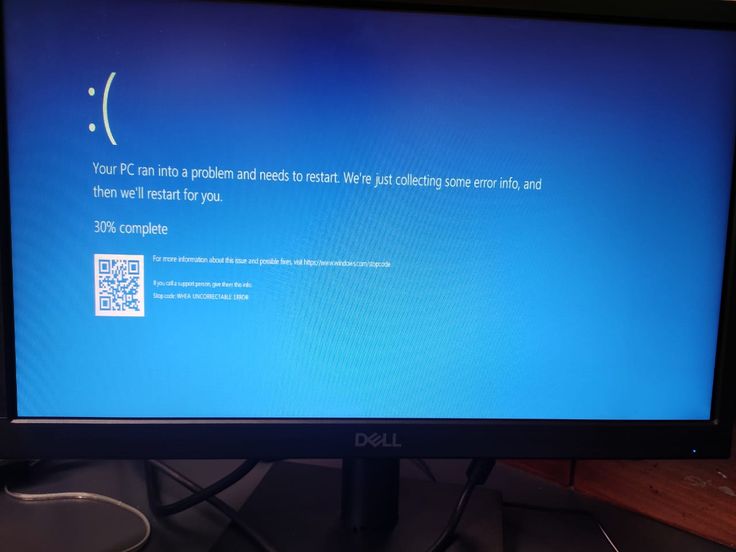 :(
Your PC ran into a problem and needs to restart. We're just collecting some error info, and
then we'll restart for you.
30% complete
For more information about this issue and possible fixes, visit https://www.windows.com/stopcode
If you call a support person, give them this info:
Stop code: WHEA UNCORRECTABLE ERROR
DELL